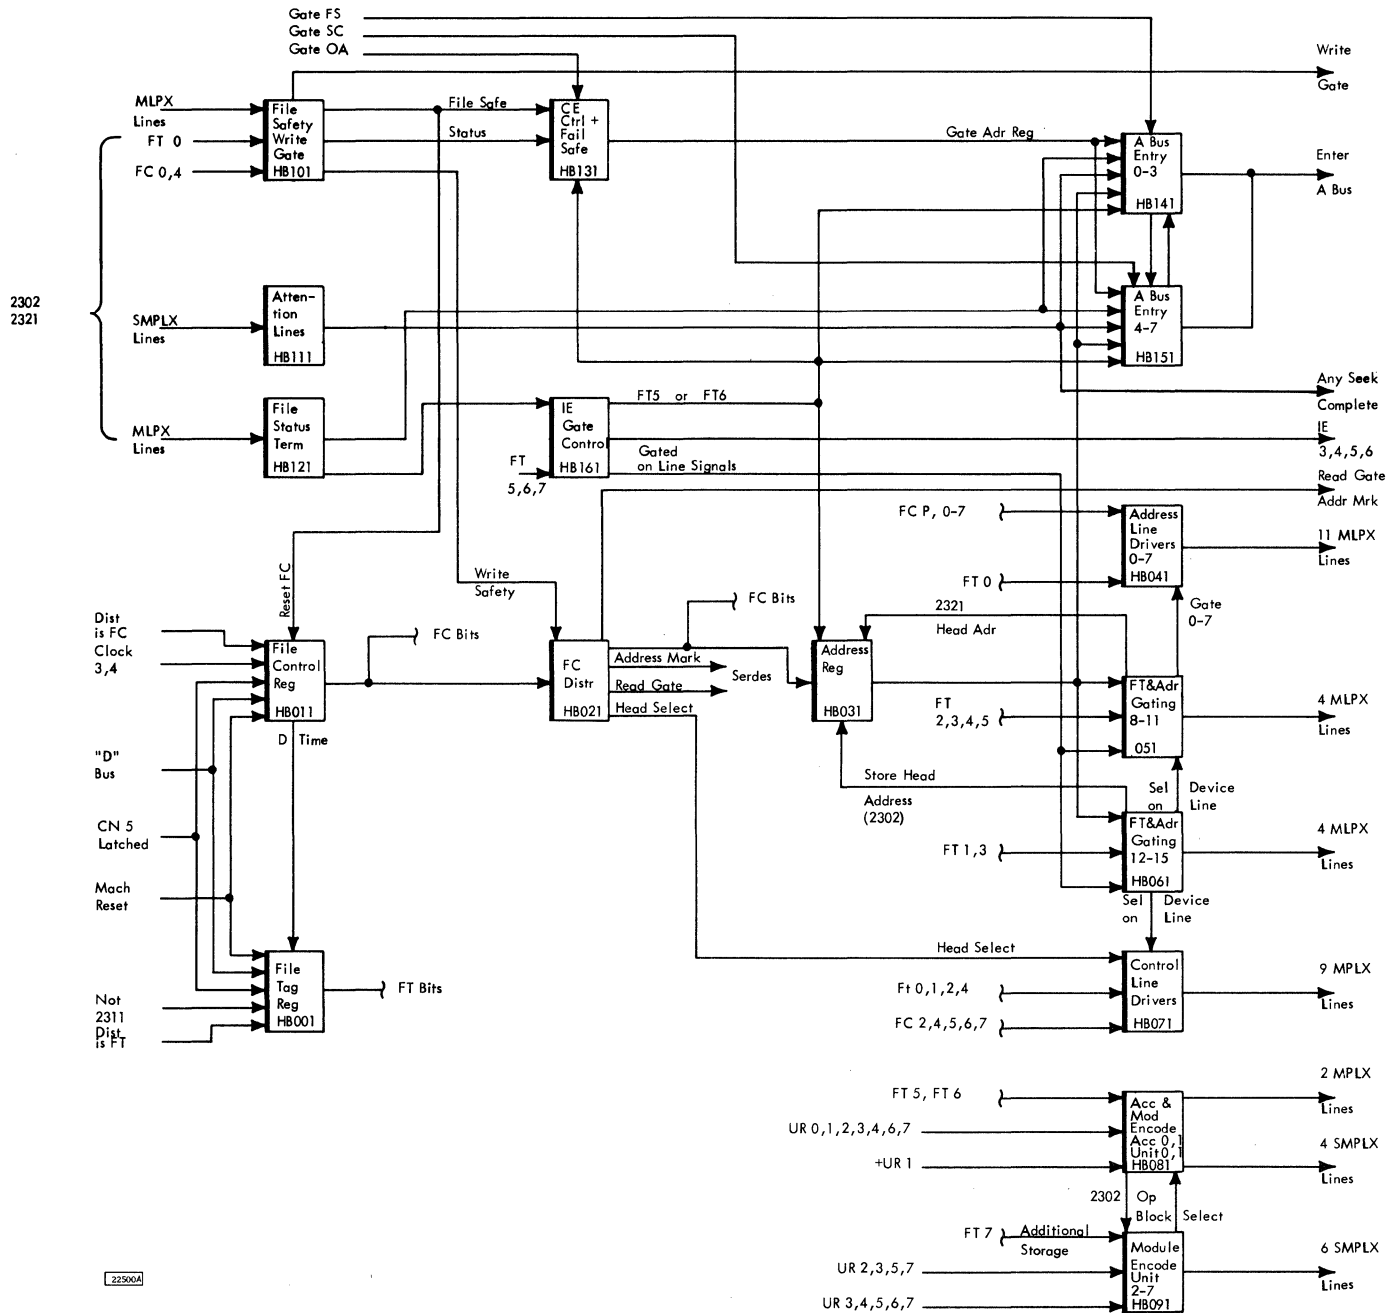 Gate FS
Gate SC
Gate OA
Write
Gate
MLPX
Lines
FT 0
FC 0,4
File
Safety
Write
Gate
HB101
File Safe
Status
CE
Ctrl +
Fail
Safe
HB131
Gate Adr Reg
A Bus
Entry
0-3
HB141
Enter
A Bus
2302
2321
SMPLX
Lines
Atten-
tion
Lines
HB111
A Bus
Entry
4-7
HB151
Any Seek
Complete
MLPX
Lines
File
Status
Term
HB121
FT
5,6,7
IE
Gate
Control
HB161
FT5 or FT6
Gated
on Line Signals
IE
3,4,5,6
Read Gate
Addr Mrk
FC P, 0-7
FT 0
Address
Line
Drivers
0-7
HB041
11 MLPX
Lines
Gate
0-7
Reset FC
Write
Safety
FC Bits
2321
Head Adr
Dist
is FC
Clock
3,4
File
Control
Reg
HB011
FC Bits
FC
Distr
HB021
Address Mark
Read Gate
Head Select
Serdes
Address
Reg
HB031
FT
2,3,4,5
FT&Adr
Gating
8-11
051
4 MLPX
Lines
D Time
"D"
Bus
Store Head
Address
(2302)
Sel
on
Device
Line
CN 5
Latched
FT 1,3
FT&Adr
Gating
12-15
HB061
4 MLPX
Lines
Mach
Reset
Sel
on
Device
Line
Head Select
File
Tag
Reg
HB001
FT Bits
Not
2311
Dist
is FT
Ft 0,1,2,4
FC 2,4,5,6,7
Control
Line
Drivers
HB071
9 MPLX
Lines
FT 5, FT 6
UR 0,1,2,3,4,6,7
+UR 1
Acc &
Mod
Encode
Acc 0,1
Unit 0,1
HB081
2 MPLX
Lines
4 SMPLX
Lines
2302 Op
Block Select
FT 7
Additional
Storage
UR 2,3,5,7
UR 3,4,5,6,7
Module
Encode
Unit
2-7
HB091
6 SMPLX
Lines
22500A